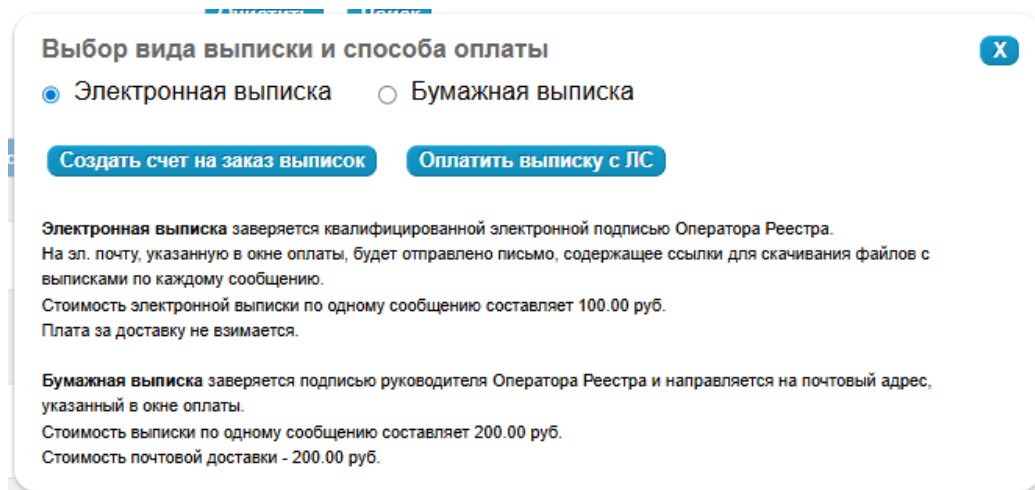 Выбор вида выписки и способа оплаты
X
Электронная выписка Бумажная выписка
Создать счет на заказ выписок Оплатить выписку с ЛС
Электронная выписка заверяется квалифицированной электронной подписью Оператора Реестра.
На эл. почту, указанную в окне оплаты, будет отправлено письмо, содержащее ссылки для скачивания файлов с
выписками по каждому сообщению.
Стоимость электронной выписки по одному сообщению составляет 100.00 руб.
Плата за доставку не взимается.
Бумажная выписка заверяется подписью руководителя Оператора Реестра и направляется на почтовый адрес,
указанный в окне оплаты.
Стоимость выписки по одному сообщению составляет 200.00 руб.
Стоимость почтовой доставки - 200.00 руб.